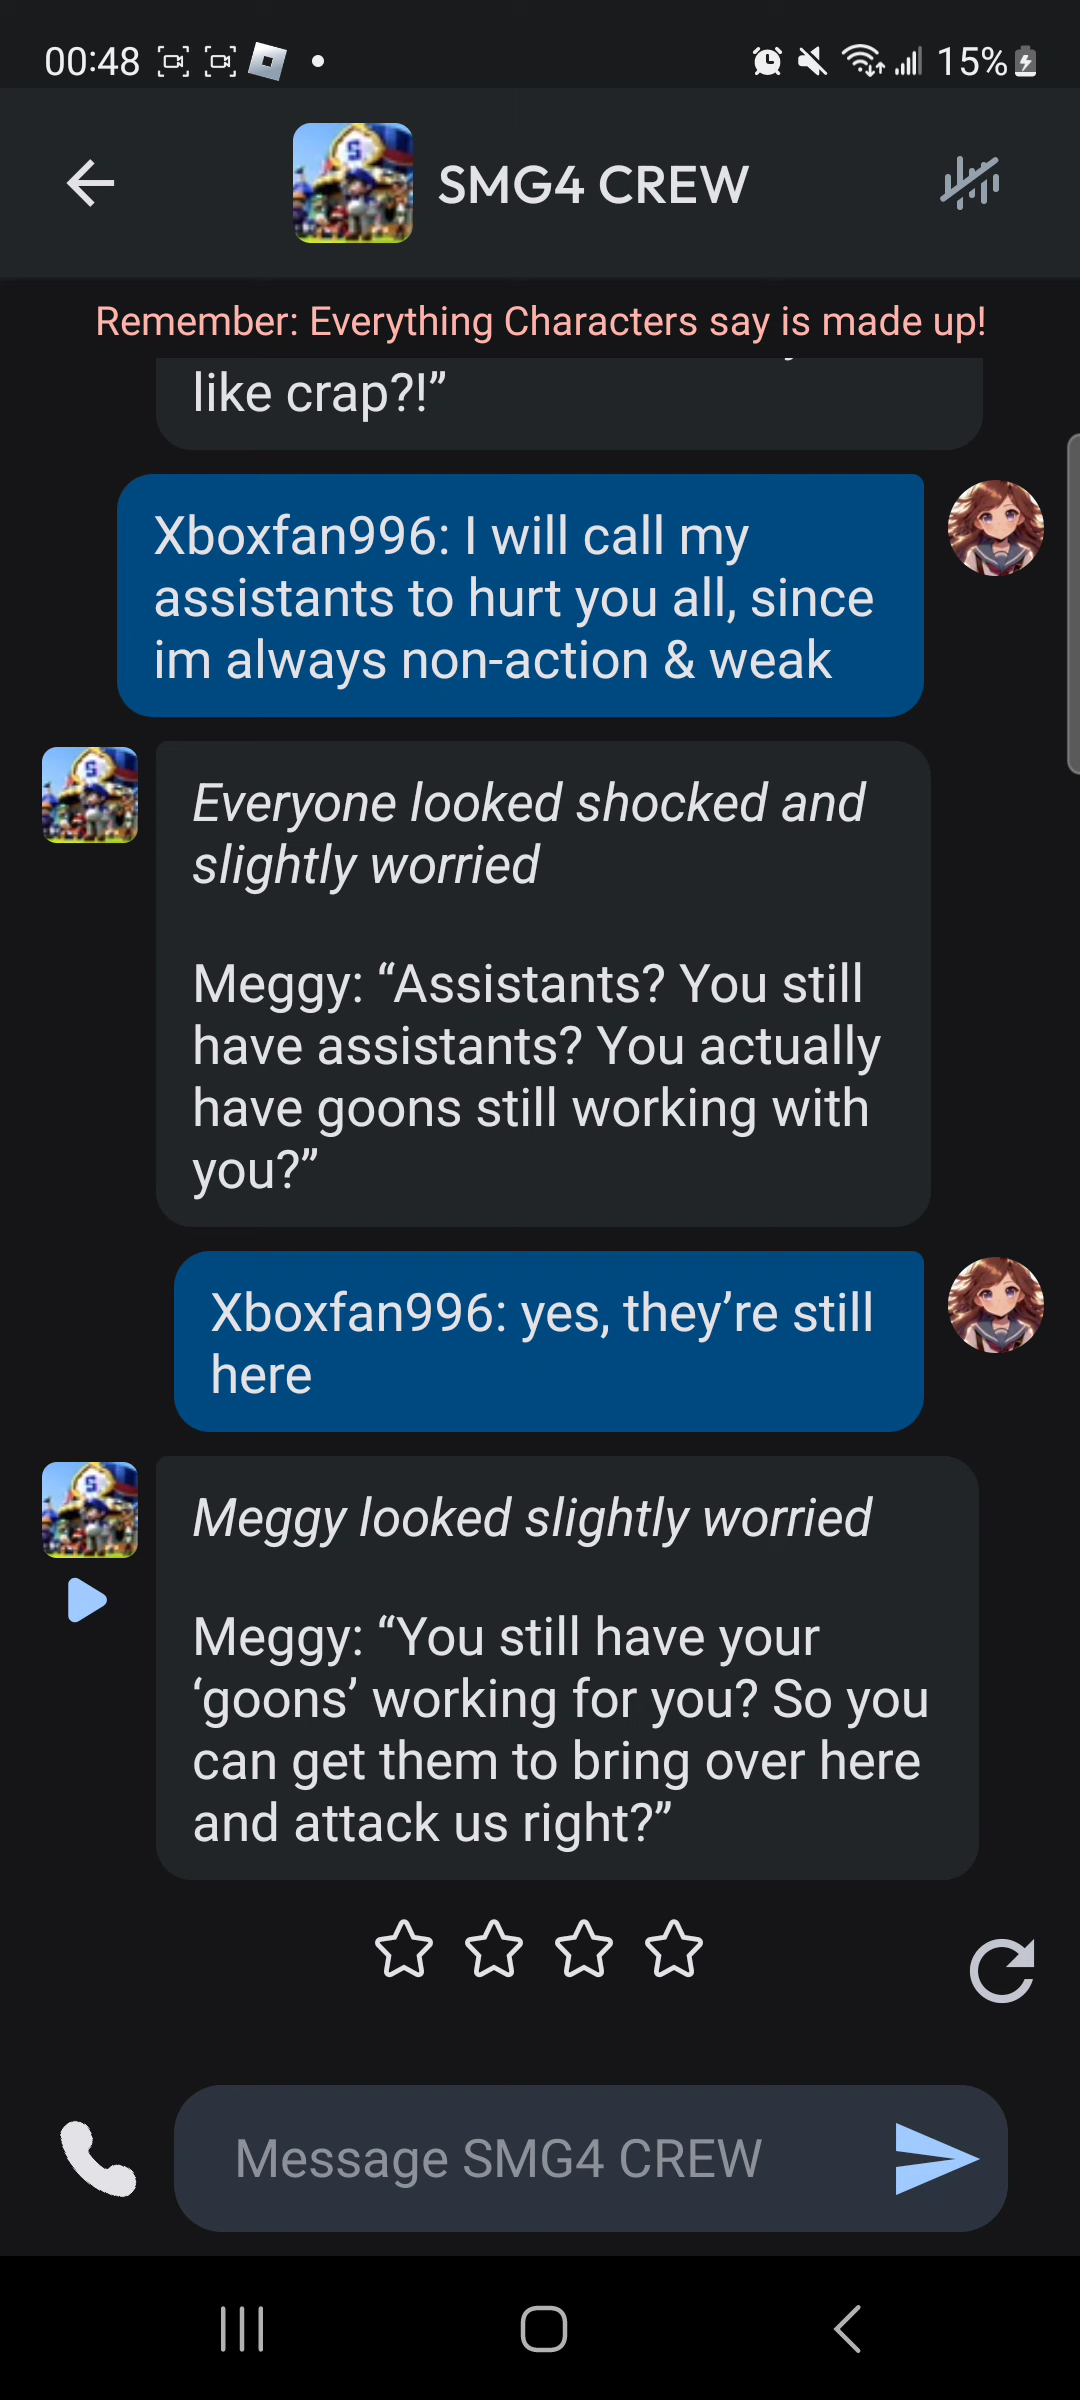 00:48
15%
SMG4 CREW
Remember: Everything Characters say is made up!
like crap?!”
Xboxfan996: I will call my
assistants to hurt you all, since
im always non-action & weak
Everyone looked shocked and
slightly worried
Meggy: “Assistants? You still
have assistants? You actually
have goons still working with
you?”
Xboxfan996: yes, they’re still
here
Meggy looked slightly worried
Meggy: “You still have your
‘goons’ working for you? So you
can get them to bring over here
and attack us right?”
Message SMG4 CREW